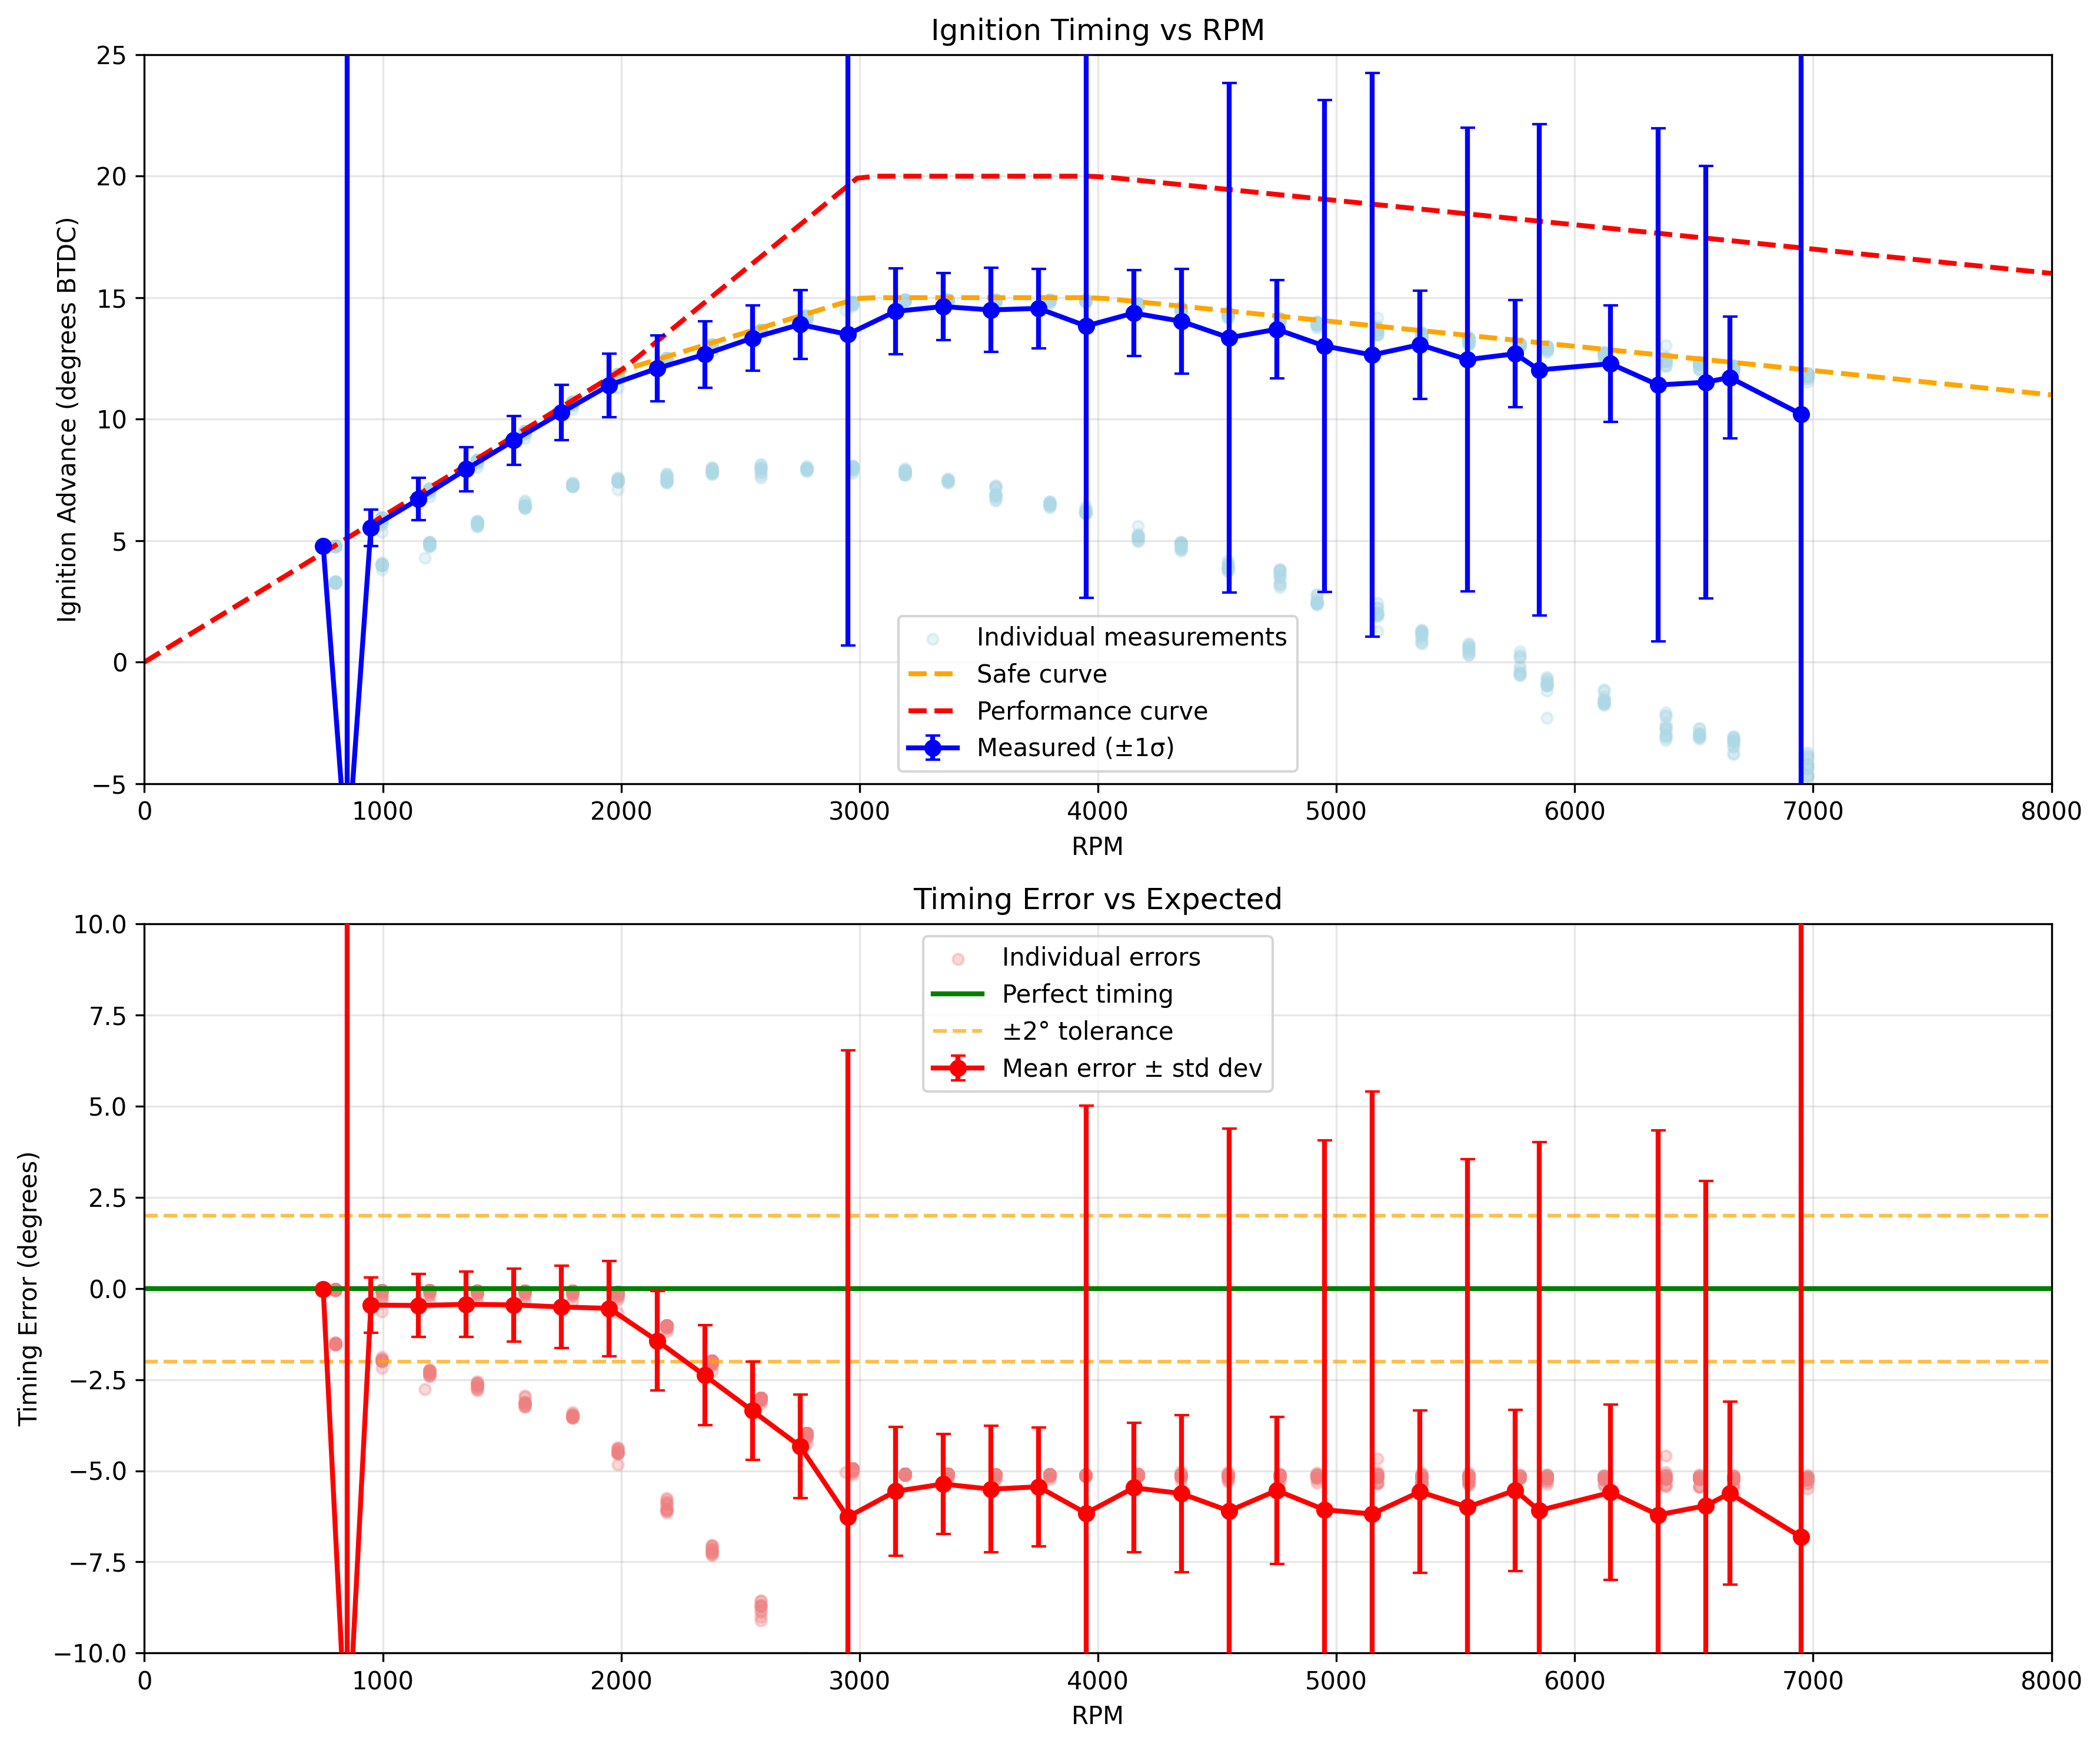 Ignition Timing vs RPM
Ignition Advance (degrees BTDC)
25
20
15
10
5
0
−5
Individual measurements
Safe curve
Performance curve
Measured (±1σ)
0 1000 2000 3000 4000 5000 6000 7000 8000
RPM
Timing Error vs Expected
Timing Error (degrees)
10.0
7.5
5.0
2.5
0.0
−2.5
−5.0
−7.5
−10.0
Individual errors
Perfect timing
±2° tolerance
Mean error ± std dev
0 1000 2000 3000 4000 5000 6000 7000 8000
RPM